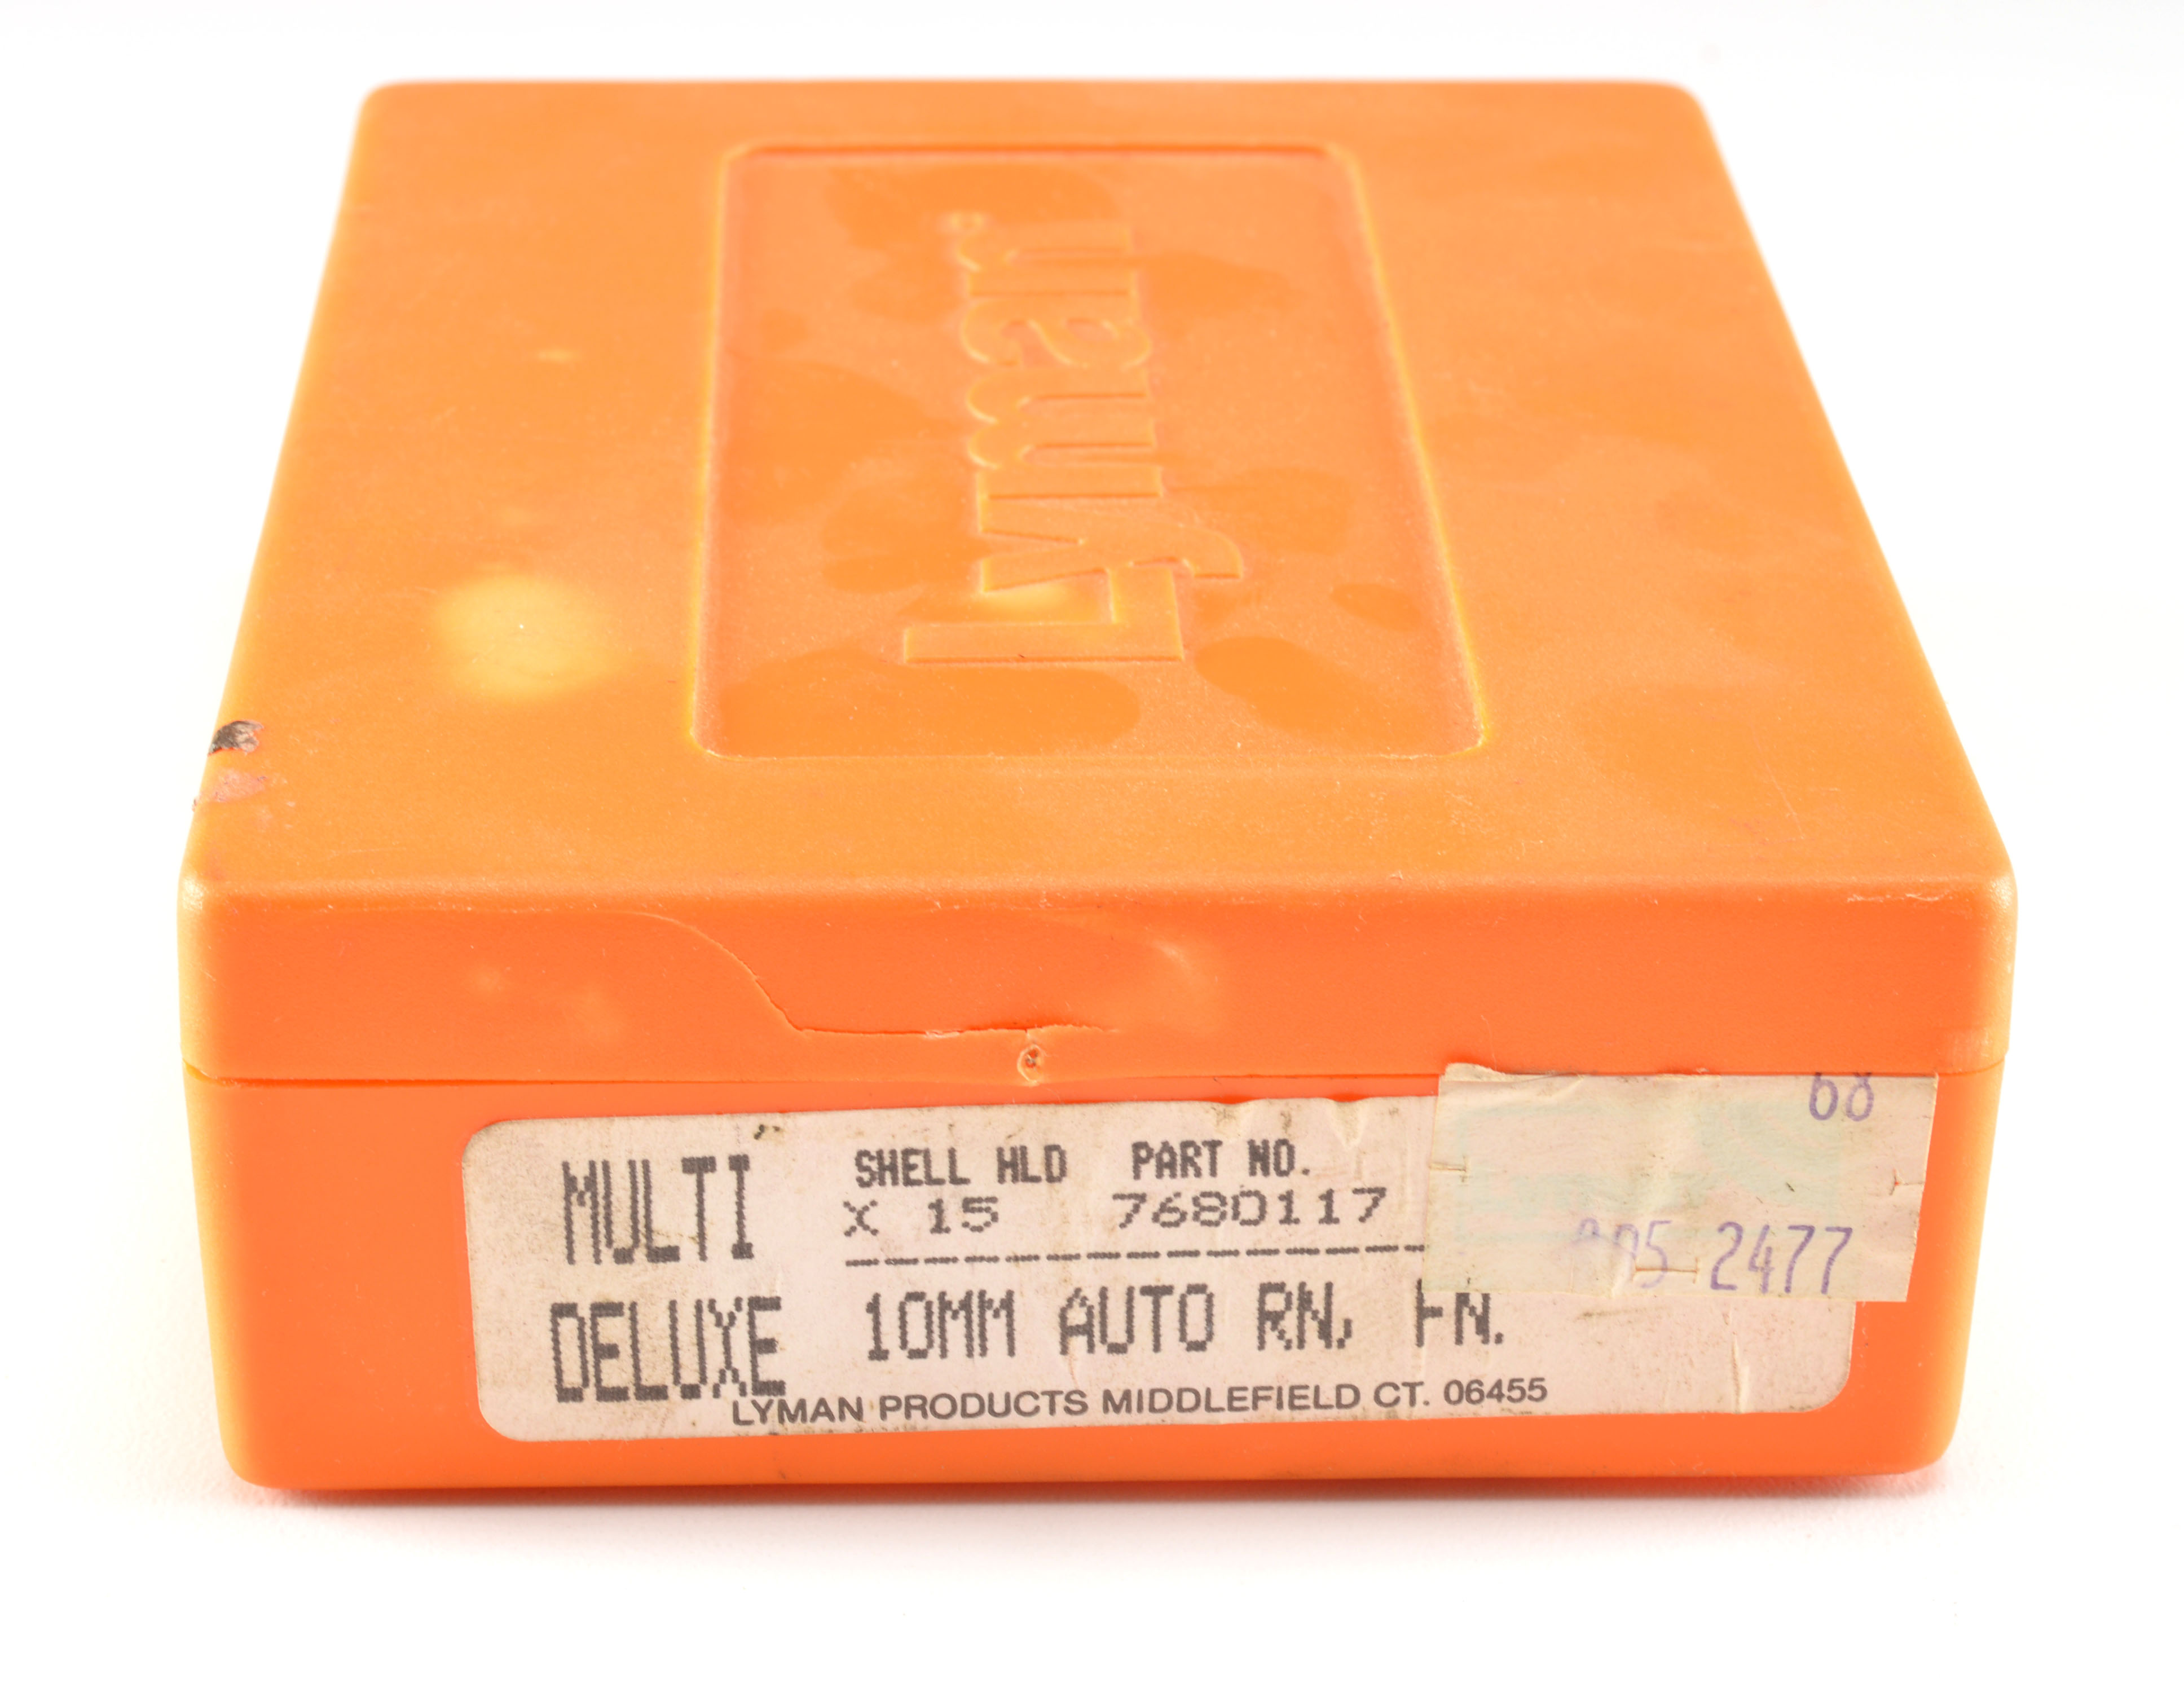 Lyman
MULTI
DELUXE
SHELL HLD PART NO.
X 15 7680117
10MM AUTO RN, FN.
LYMAN PRODUCTS MIDDLEFIELD CT. 06455
68
2477